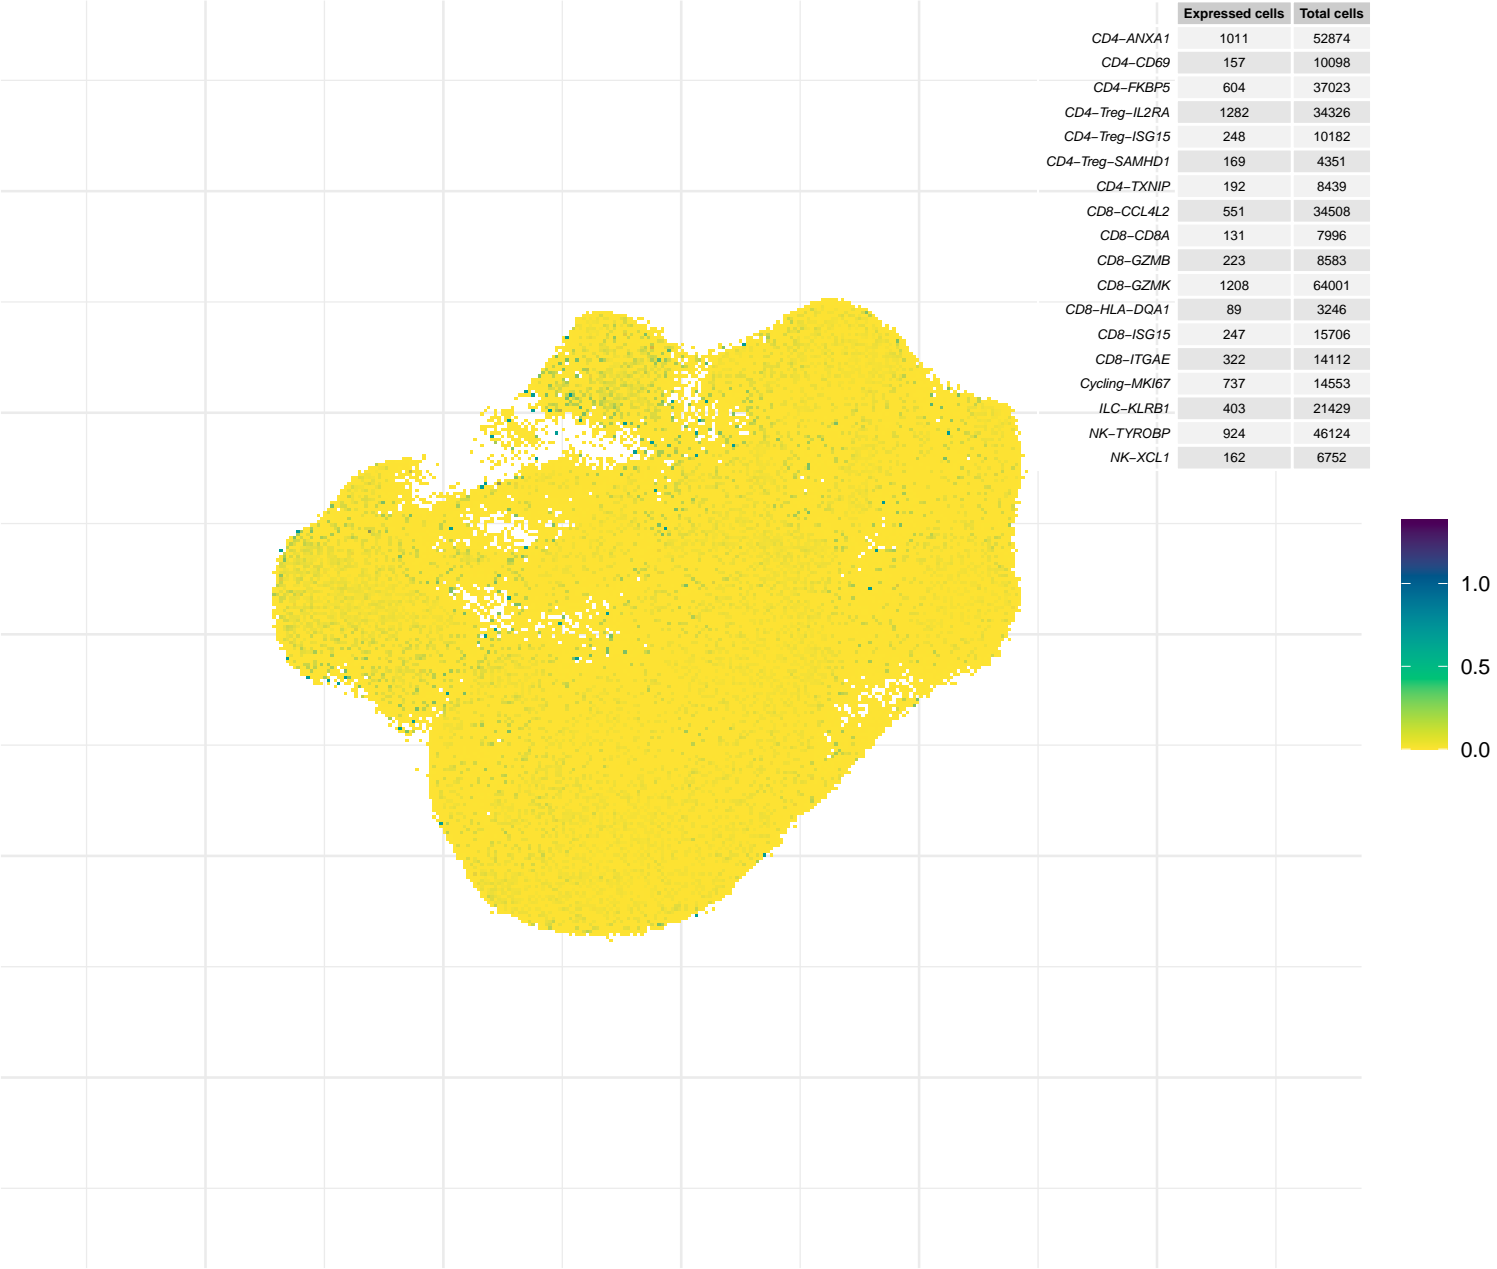 Expressed cells Total cells
CD4−ANXA1 1011 52874
CD4−CD69 157 10098
CD4−FKBP5 604 37023
CD4−Treg−IL2RA 1282 34326
CD4−Treg−ISG15 248 10182
CD4−Treg−SAMHD1 169 4351
CD4−TXNIP 192 8439
CD8−CCL4L2 551 34508
CD8−CD8A 131 7996
CD8−GZMB 223 8583
CD8−GZMK 1208 64001
CD8−HLA−DQA1 89 3246
CD8−ISG15 247 15706
CD8−ITGAE 322 14112
Cycling−MKI67 737 14553
ILC−KLRB1 403 21429
NK−TYROBP 924 46124
NK−XCL1 162 6752
1.0
0.5
0.0